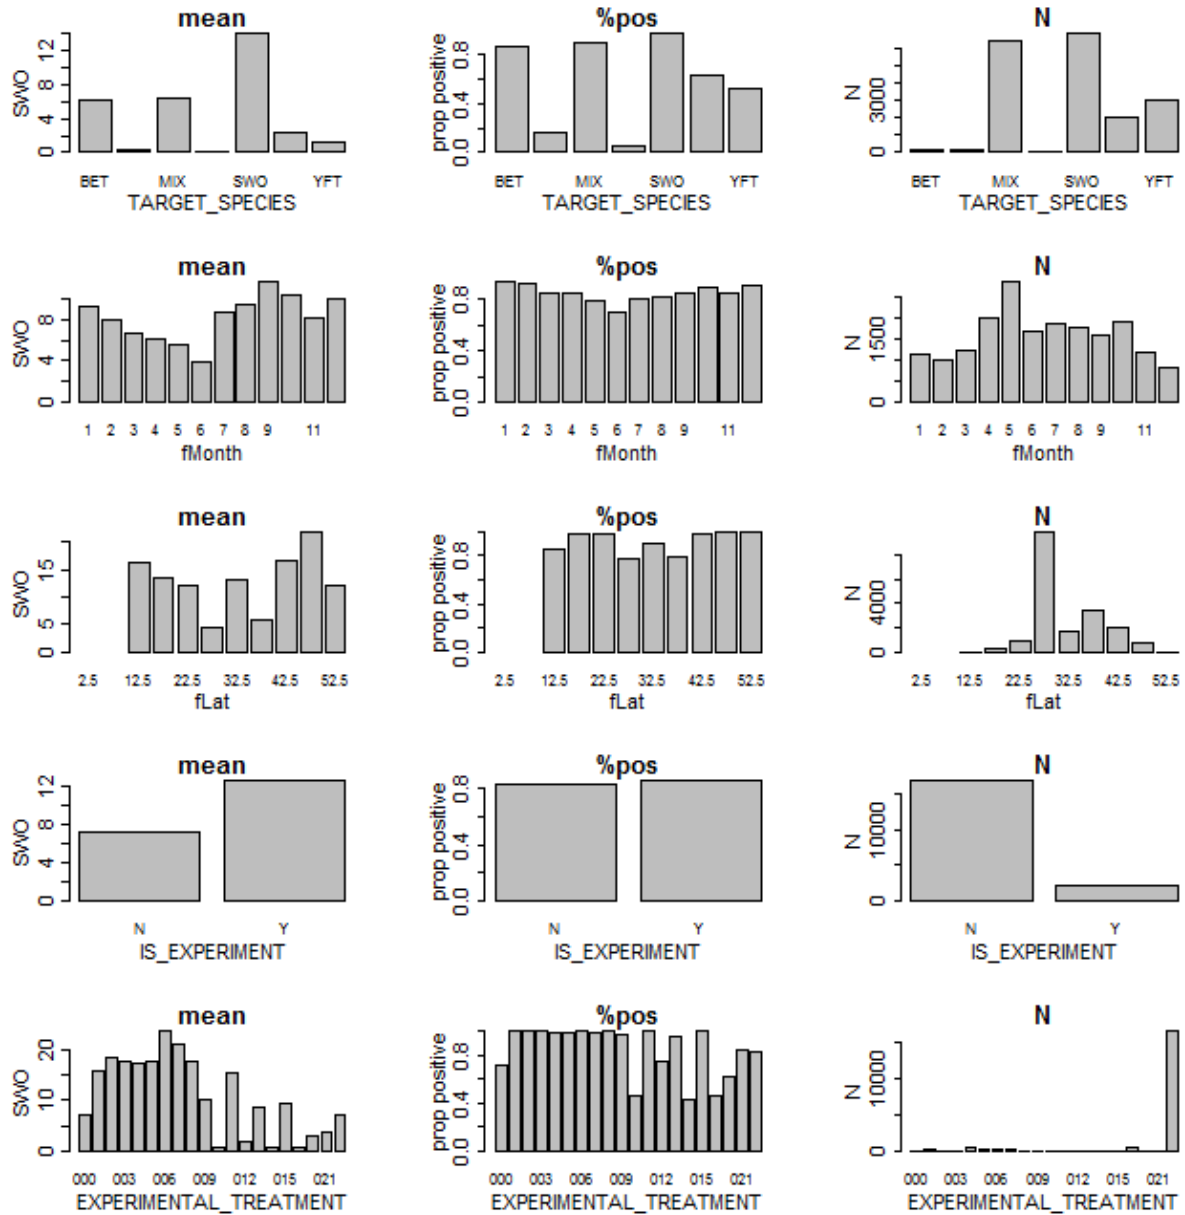 mean %pos N
SWO 0 4 8 12 prop positive 0.0 0.4 0.8 N 0 3000
BET MIX SWO YFT BET MIX SWO YFT BET MIX SWO YFT
TARGET_SPECIES TARGET_SPECIES TARGET_SPECIES
mean %pos N
SWO 0 4 8 prop positive 0.0 0.4 0.8 N 0 1500
1 2 3 4 5 6 7 8 9 11 1 2 3 4 5 6 7 8 9 11 1 2 3 4 5 6 7 8 9 11
fMonth fMonth fMonth
mean %pos N
SWO 0 5 15 prop positive 0.0 0.4 0.8 N 0 4000
2.5 12.5 22.5 32.5 42.5 52.5 2.5 12.5 22.5 32.5 42.5 52.5 2.5 12.5 22.5 32.5 42.5 52.5
fLat fLat fLat
mean %pos N
SWO 0 4 8 12 prop positive 0.0 0.4 0.8 N 0 10000
N Y N Y N Y
IS_EXPERIMENT IS_EXPERIMENT IS_EXPERIMENT
mean %pos N
SWO 0 10 20 prop positive 0.0 0.4 0.8 N 0 10000
000 003 006 009 012 015 021 000 003 006 009 012 015 021 000 003 006 009 012 015 021
EXPERIMENTAL_TREATMENT EXPERIMENTAL_TREATMENT EXPERIMENTAL_TREATMENT